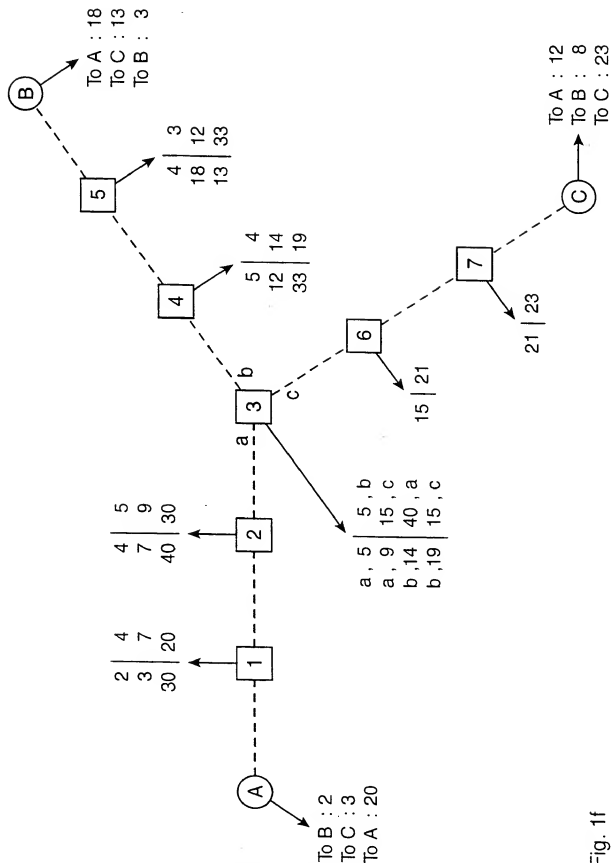 B
To A : 18
To C : 13
To B : 3
5
4 | 3
18 | 12
13 | 33
4
5 | 4
12 | 14
33 | 19
2 | 4
3 | 7
30 | 20
4 | 5
7 | 9
40 | 30
A
1
2
a
3
b
c
To B : 2
To C : 3
To A : 20
a , 5 | 5 , b
a , 9 | 15 , c
b ,14 | 40 , a
b ,19 | 15 , c
6
15 | 21
7
21 | 23
C
To A : 12
To B : 8
To C : 23
Fig. 1f